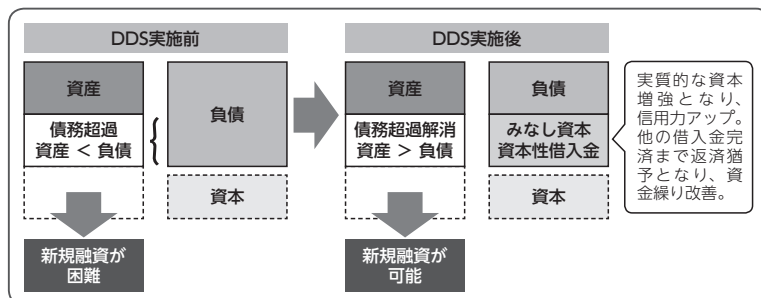 DDS実施前
資産
債務超過
資産 < 負債
負債
資本
新規融資が
困難
DDS実施後
資産
債務超過解消
資産 > 負債
負債
みなし資本
資本性借入金
資本
新規融資が
可能
実質的な資本
増強となり、
信用力アップ。
他の借入金完
済まで返済猶
予となり、資
金繰り改善。